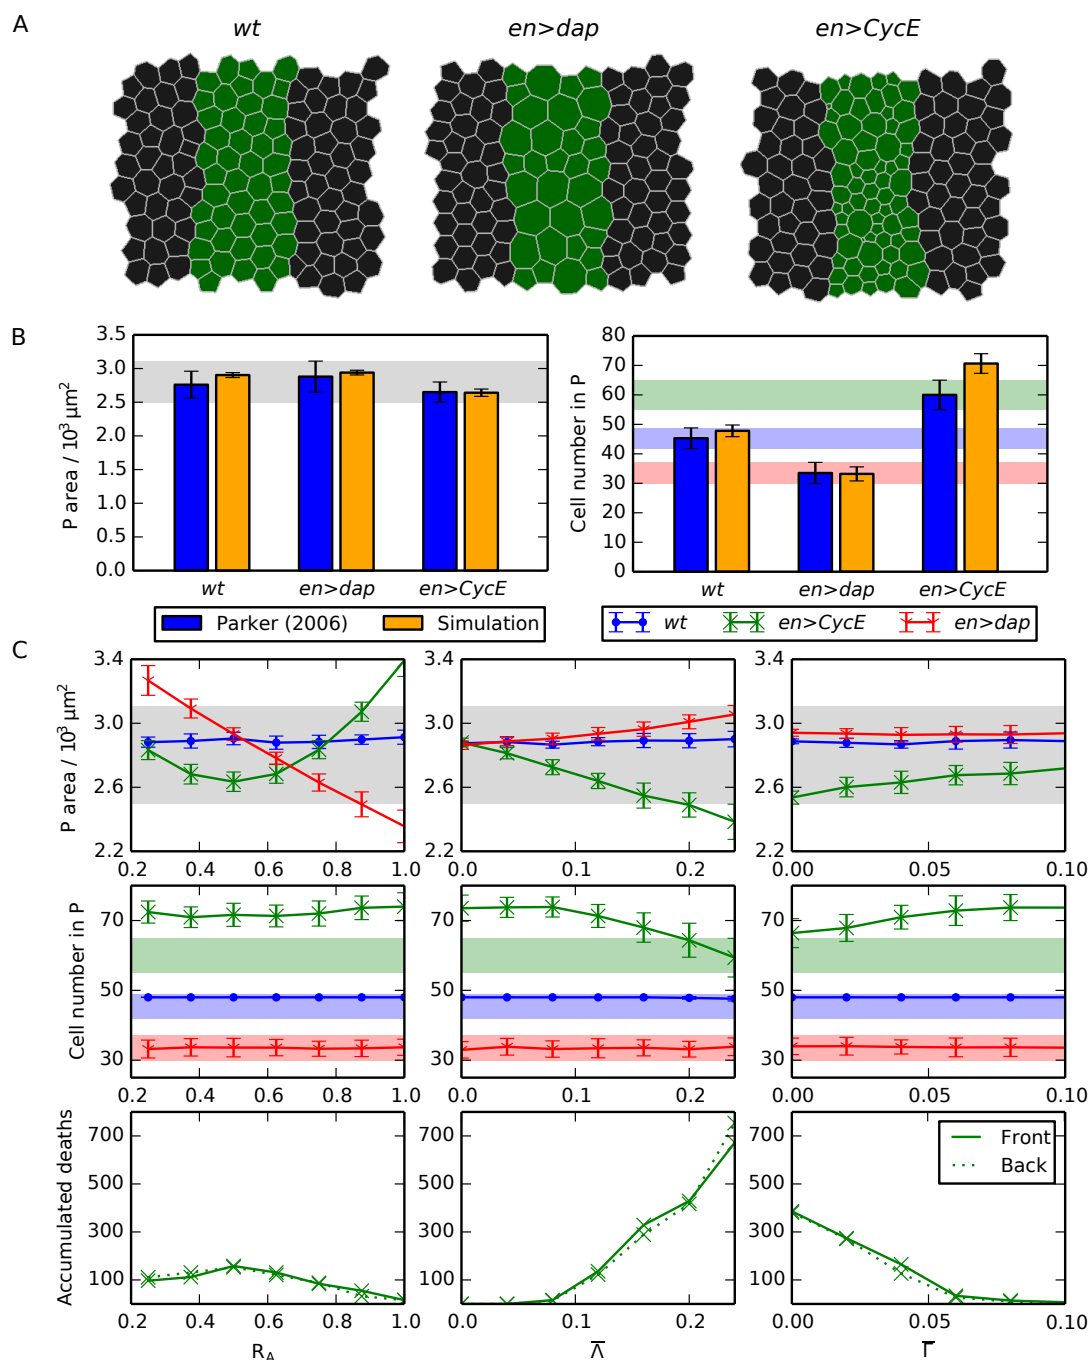 A
wt
en>dap
en>CycE
B
3.5
3.0
2.5
2.0
1.5
1.0
0.5
0.0
P area / 10³ μm²
wt
en>dap
en>CycE
80
70
60
50
40
30
20
10
0
Cell number in P
wt
en>dap
en>CycE
Parker (2006)
Simulation
wt
en>CycE
en>dap
C
3.4
3.0
2.6
2.2
P area / 10³ μm²
0.2 0.4 0.6 0.8 1.0
3.4
3.0
2.6
2.2
0.0 0.1 0.2
3.4
3.0
2.6
2.2
0.00 0.05 0.10
70
50
30
Cell number in P
0.2 0.4 0.6 0.8 1.0
70
50
30
0.0 0.1 0.2
70
50
30
0.00 0.05 0.10
700
500
300
100
Accumulated deaths
0.2 0.4 0.6 0.8 1.0
R_A
700
500
300
100
0.0 0.1 0.2
Λ̅
700
500
300
100
Front
Back
0.00 0.05 0.10
Γ̅